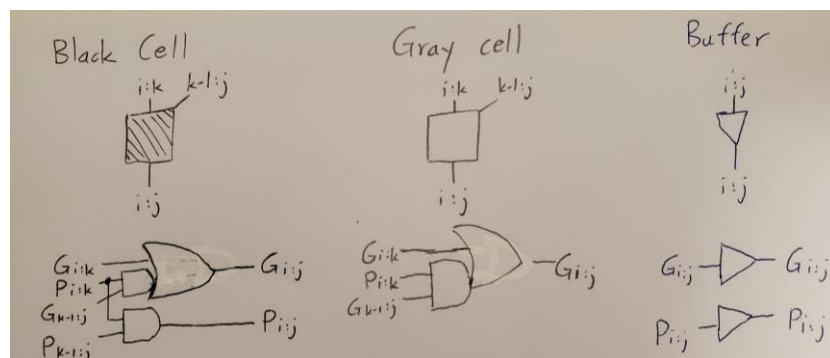 Black Cell
i:k
k-1:j
i:j
Gi:k
Pi:k
Gk-1:j
Pk-1:j
Gi:j
Pi:j
Gray cell
i:k
k-1:j
i:j
Gi:k
Pi:k
Gk-1:j
Gi:j
Buffer
i:j
i:j
Gi:j
Gi:j
Pi:j
Pi:j